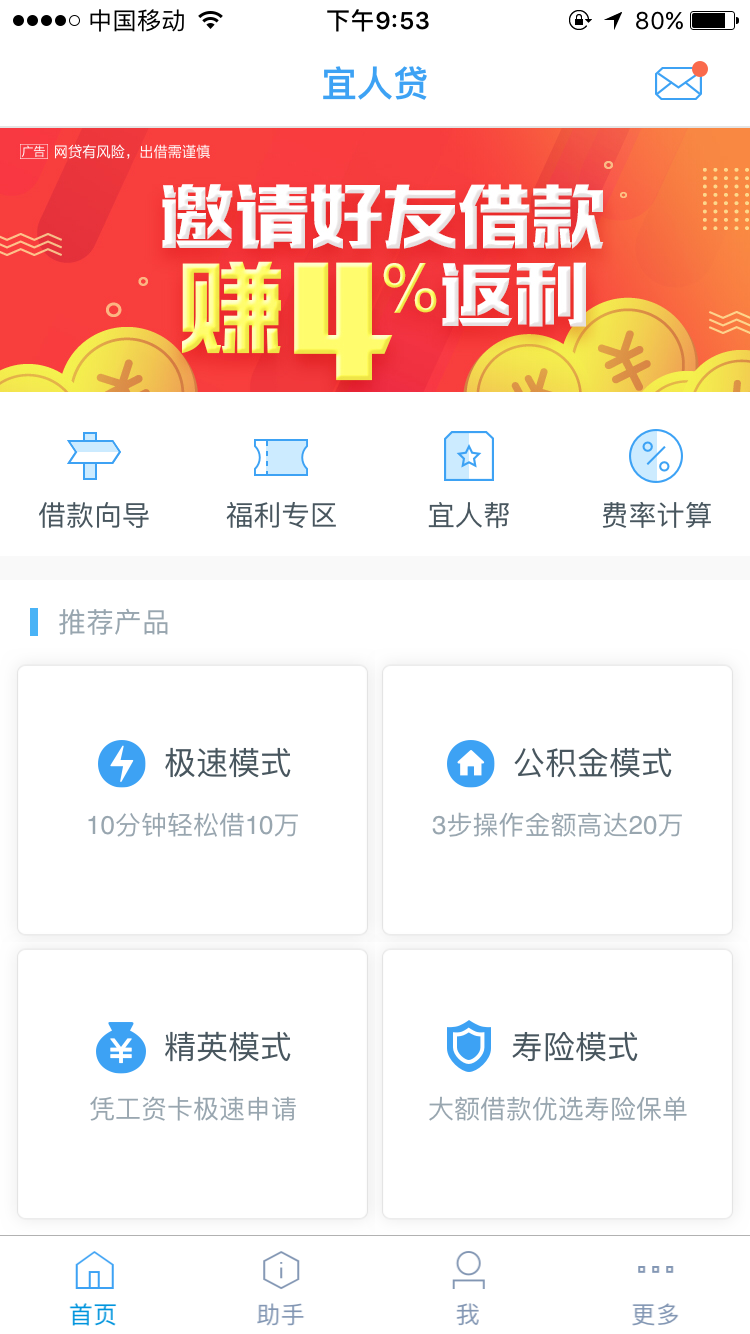 中国移动 下午9:53 80%
宜人贷
广告 网贷有风险，出借需谨慎
邀请好友借款
赚4%返利
借款向导 福利专区 宜人帮 费率计算
推荐产品
极速模式 公积金模式
10分钟轻松借10万 3步操作金额高达20万
精英模式 寿险模式
凭工资卡极速申请 大额借款优选寿险保单
首页 助手 我 更多